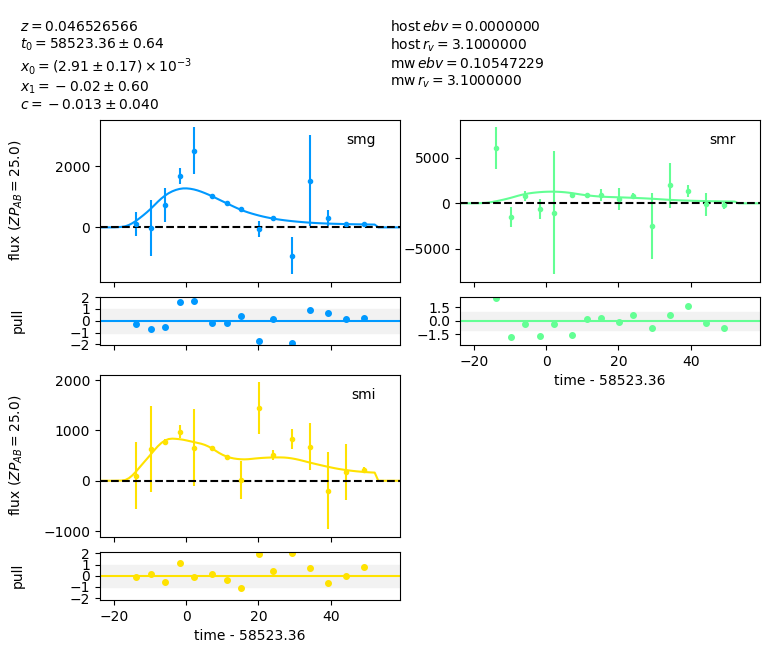 z = 0.046526566
t₀ = 58523.36 ± 0.64
x₀ = (2.91 ± 0.17) × 10⁻³
x₁ = − 0.02 ± 0.60
c = − 0.013 ± 0.040
host ebv = 0.0000000
host r_v = 3.1000000
mw ebv = 0.10547229
mw r_v = 3.1000000
smg
flux (ZP_AB = 25.0)
2000
0
pull
2
1
0
−1
−2
smr
5000
0
−5000
1.5
0.0
−1.5
−20
0
20
40
time - 58523.36
smi
flux (ZP_AB = 25.0)
2000
1000
0
−1000
pull
2
1
0
−1
−2
−20
0
20
40
time - 58523.36